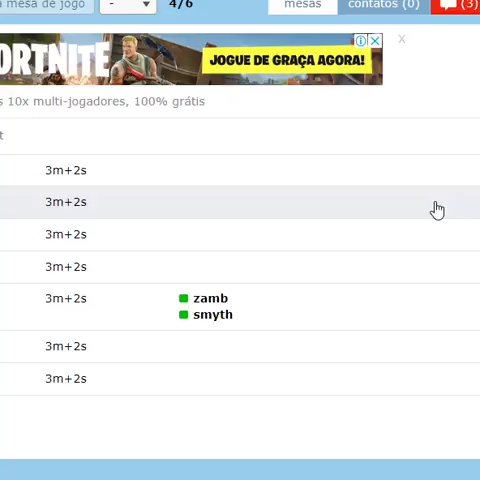 a mesa de jogo - 4/6 mesas contatos (0) (3)
ORTNITE
JOGUE DE GRAÇA AGORA!
X
s 10x multi-jogadores, 100% grátis
t
3m+2s
3m+2s
3m+2s
3m+2s
3m+2s zamb
smyth
3m+2s
3m+2s